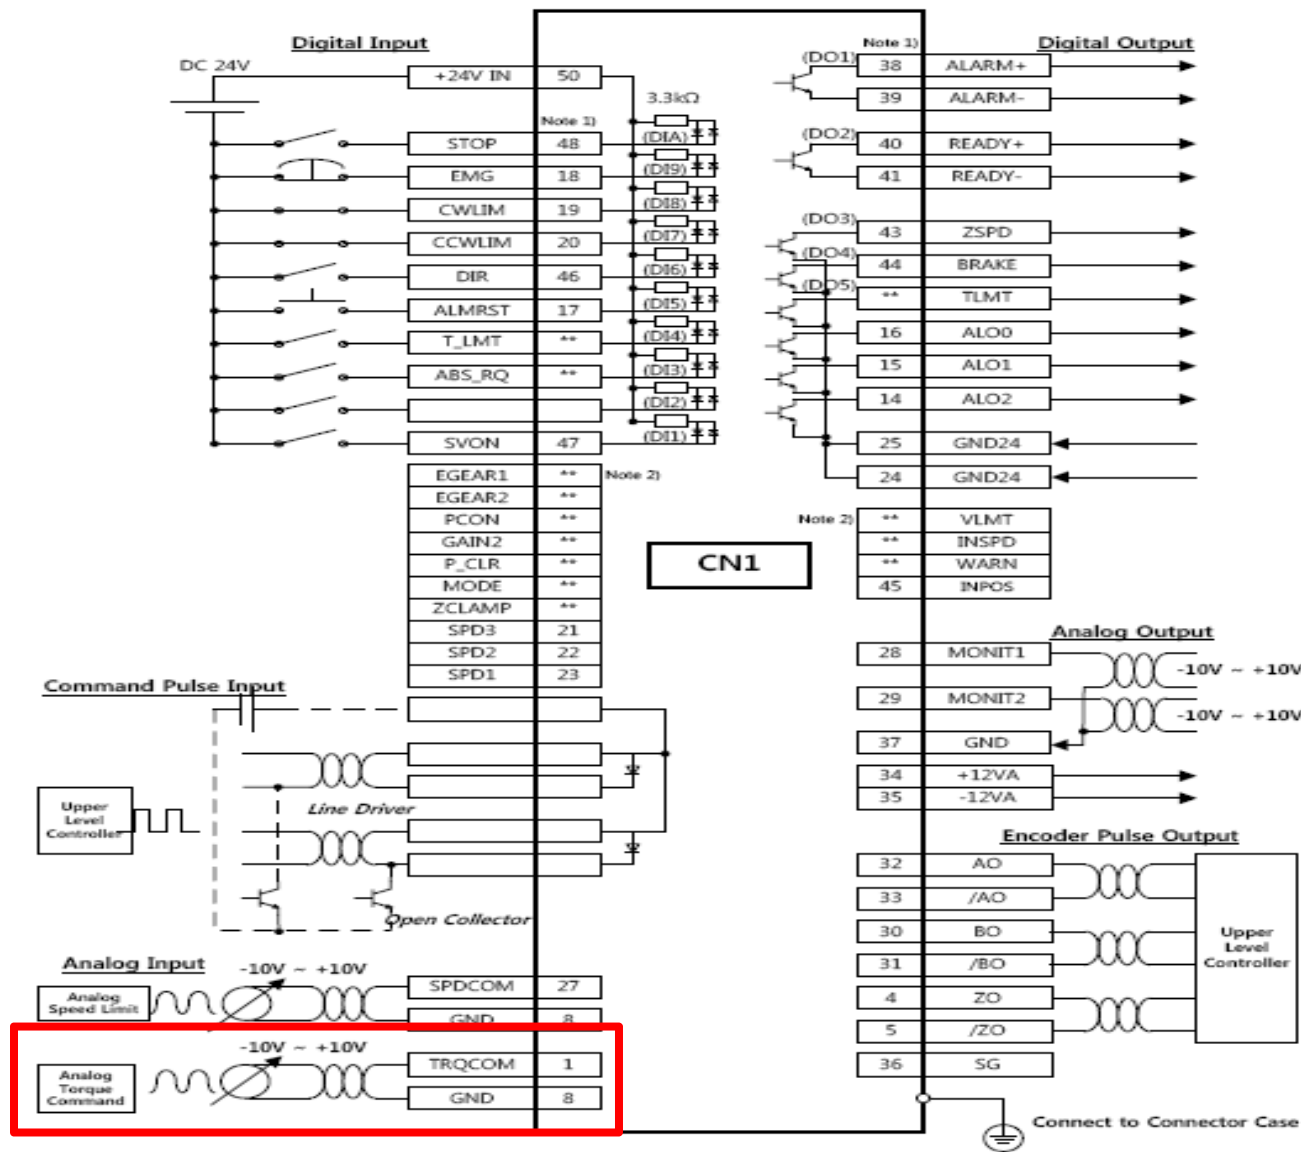 Digital Input
DC 24V
+24V IN 50
Note 1)
3.3kΩ
STOP 48 (DIA)
EMG 18 (DI9)
CWLIM 19 (DI8)
CCWLIM 20 (DI7)
DIR 46 (DI6)
ALMRST 17 (DI5)
T_LMT ** (DI4)
ABS_RQ ** (DI3)
(DI2)
SVON 47 (DI1)
EGEAR1 ** Note 2)
EGEAR2 **
PCON **
GAIN2 **
P_CLR **
MODE **
ZCLAMP **
SPD3 21
SPD2 22
SPD1 23
CN1
Command Pulse Input
Upper
Level
Controller
Line Driver
Open Collector
Analog Input
-10V ~ +10V
Analog
Speed Limit
SPDCOM 27
GND 8
-10V ~ +10V
Analog
Torque
Command
TRQCOM 1
GND 8
Note 1)
Digital Output
(DO1) 38 ALARM+
39 ALARM-
(DO2) 40 READY+
41 READY-
(DO3) 43 ZSPD
(DO4) 44 BRAKE
(DO5) ** TLMT
16 ALO0
15 ALO1
14 ALO2
25 GND24
24 GND24
Note 2) ** VLMT
** INSPD
** WARN
45 INPOS
Analog Output
28 MONIT1
-10V ~ +10V
29 MONIT2
-10V ~ +10V
37 GND
34 +12VA
35 -12VA
Encoder Pulse Output
32 AO
33 /AO
30 BO
31 /BO
4 ZO
5 /ZO
36 SG
Upper
Level
Controller
Connect to Connector Case